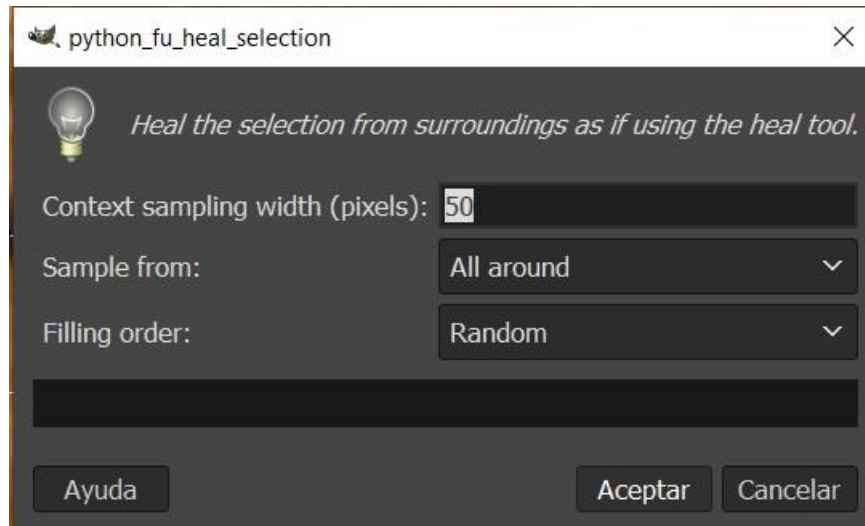 python_fu_heal_selection
Heal the selection from surroundings as if using the heal tool.
Context sampling width (pixels): 50
Sample from: All around
Filling order: Random
Ayuda Aceptar Cancelar